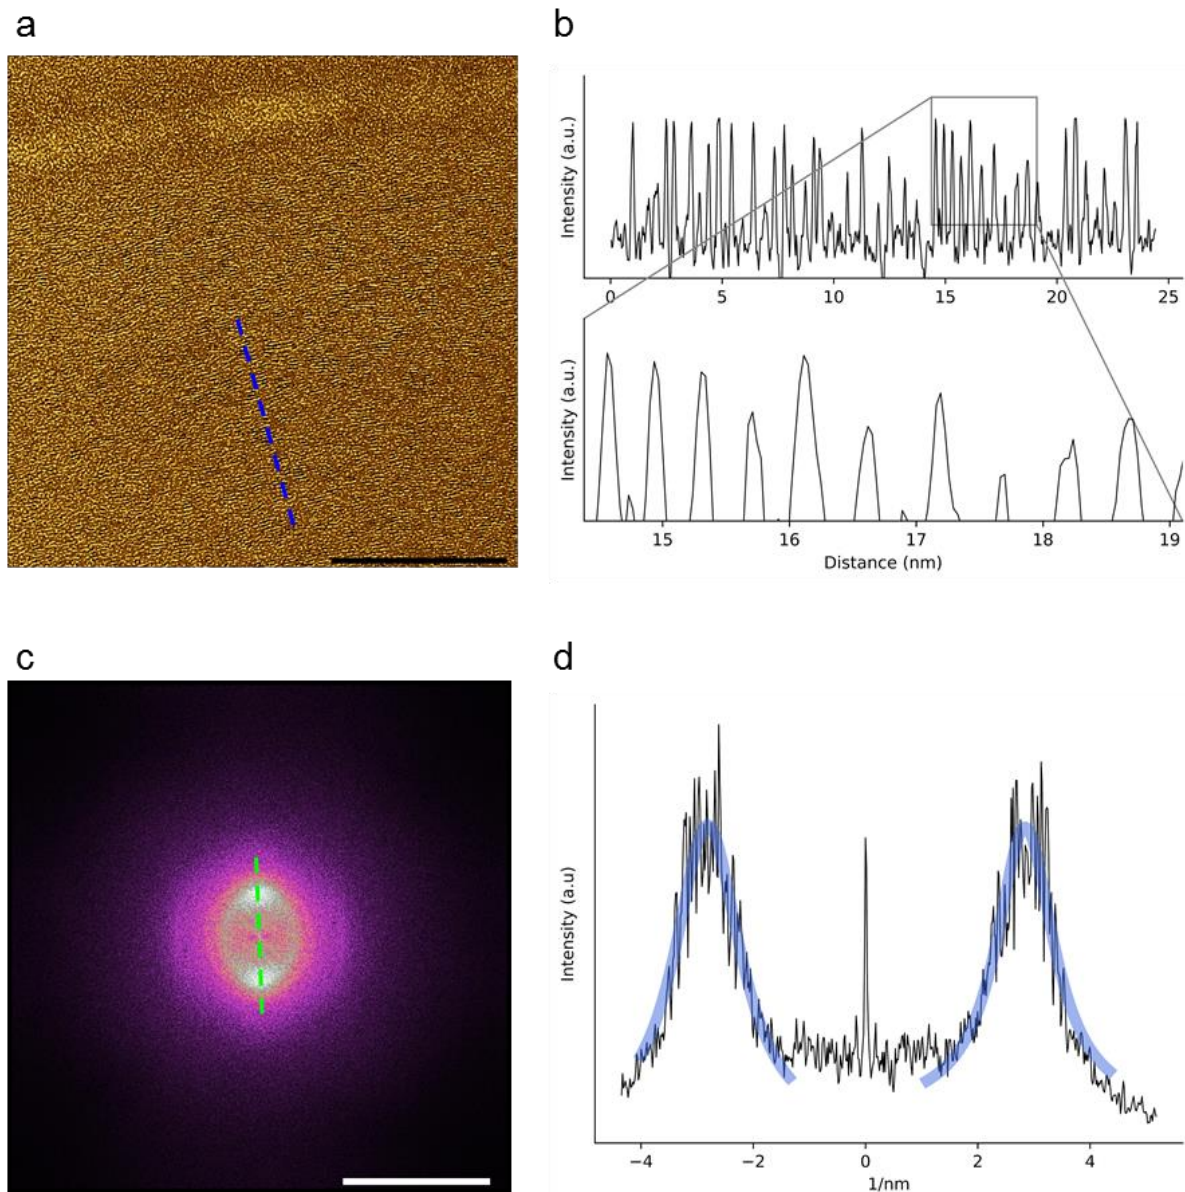 a
b
Intensity (a.u.)
0 5 10 15 20 25
Intensity (a.u.)
15 16 17 18 19
Distance (nm)
c
d
Intensity (a.u)
−4 −2 0 2 4
1/nm